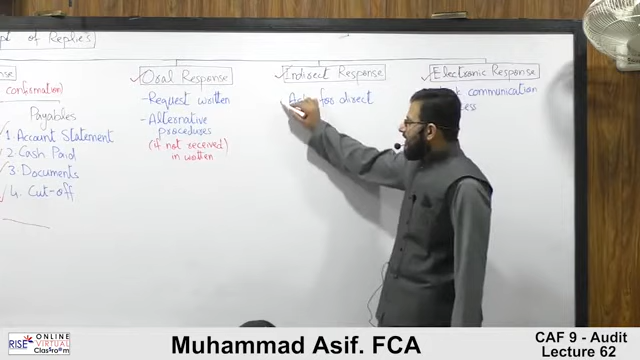 pt of Replies
nse
confirmation)
Payables
1. Account Statement
2. Cash Paid
3. Documents
4. Cut-off
Oral Response
- Request written
- Alternative
procedures
(if not received)
in written
Indirect Response
for direct
Electronic Response
communication
RISE ONLINE
VIRTUAL
Classroom
Muhammad Asif. FCA
CAF 9 - Audit
Lecture 62